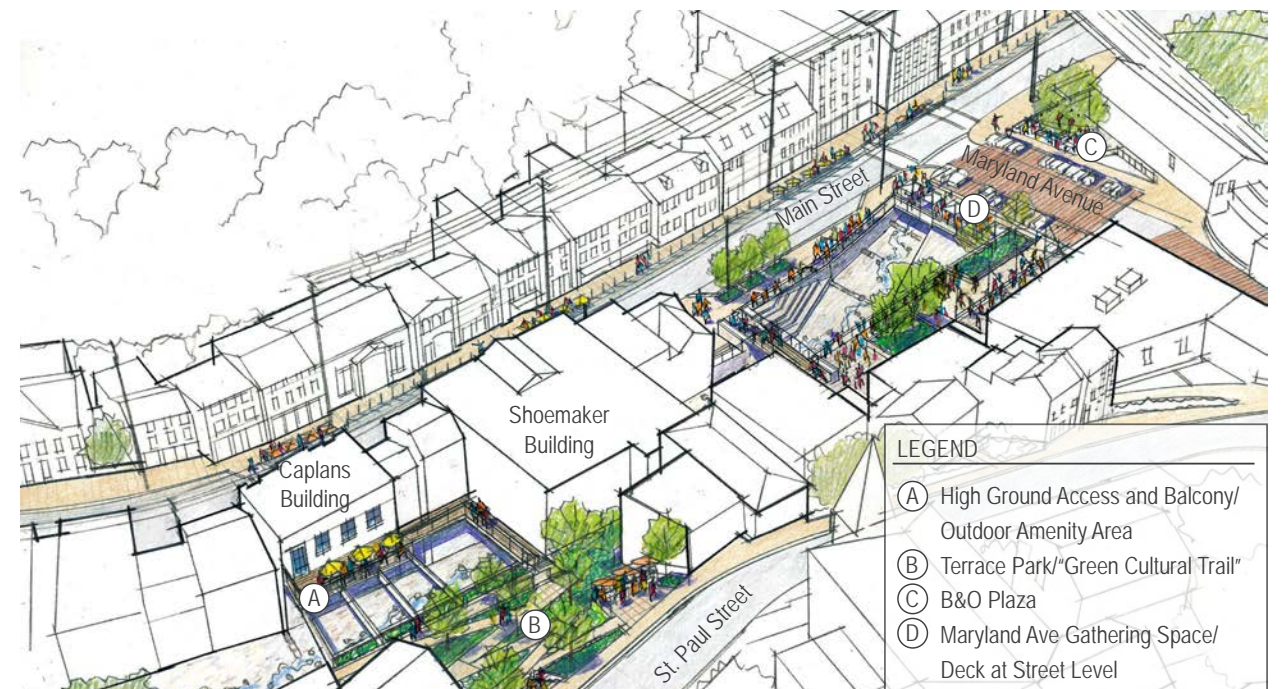 C
Maryland Avenue
Main Street
D
Shoemaker
Building
Caplans
Building
A
B
St. Paul Street
LEGEND
A High Ground Access and Balcony/
Outdoor Amenity Area
B Terrace Park/“Green Cultural Trail”
C B&O Plaza
D Maryland Ave Gathering Space/
Deck at Street Level